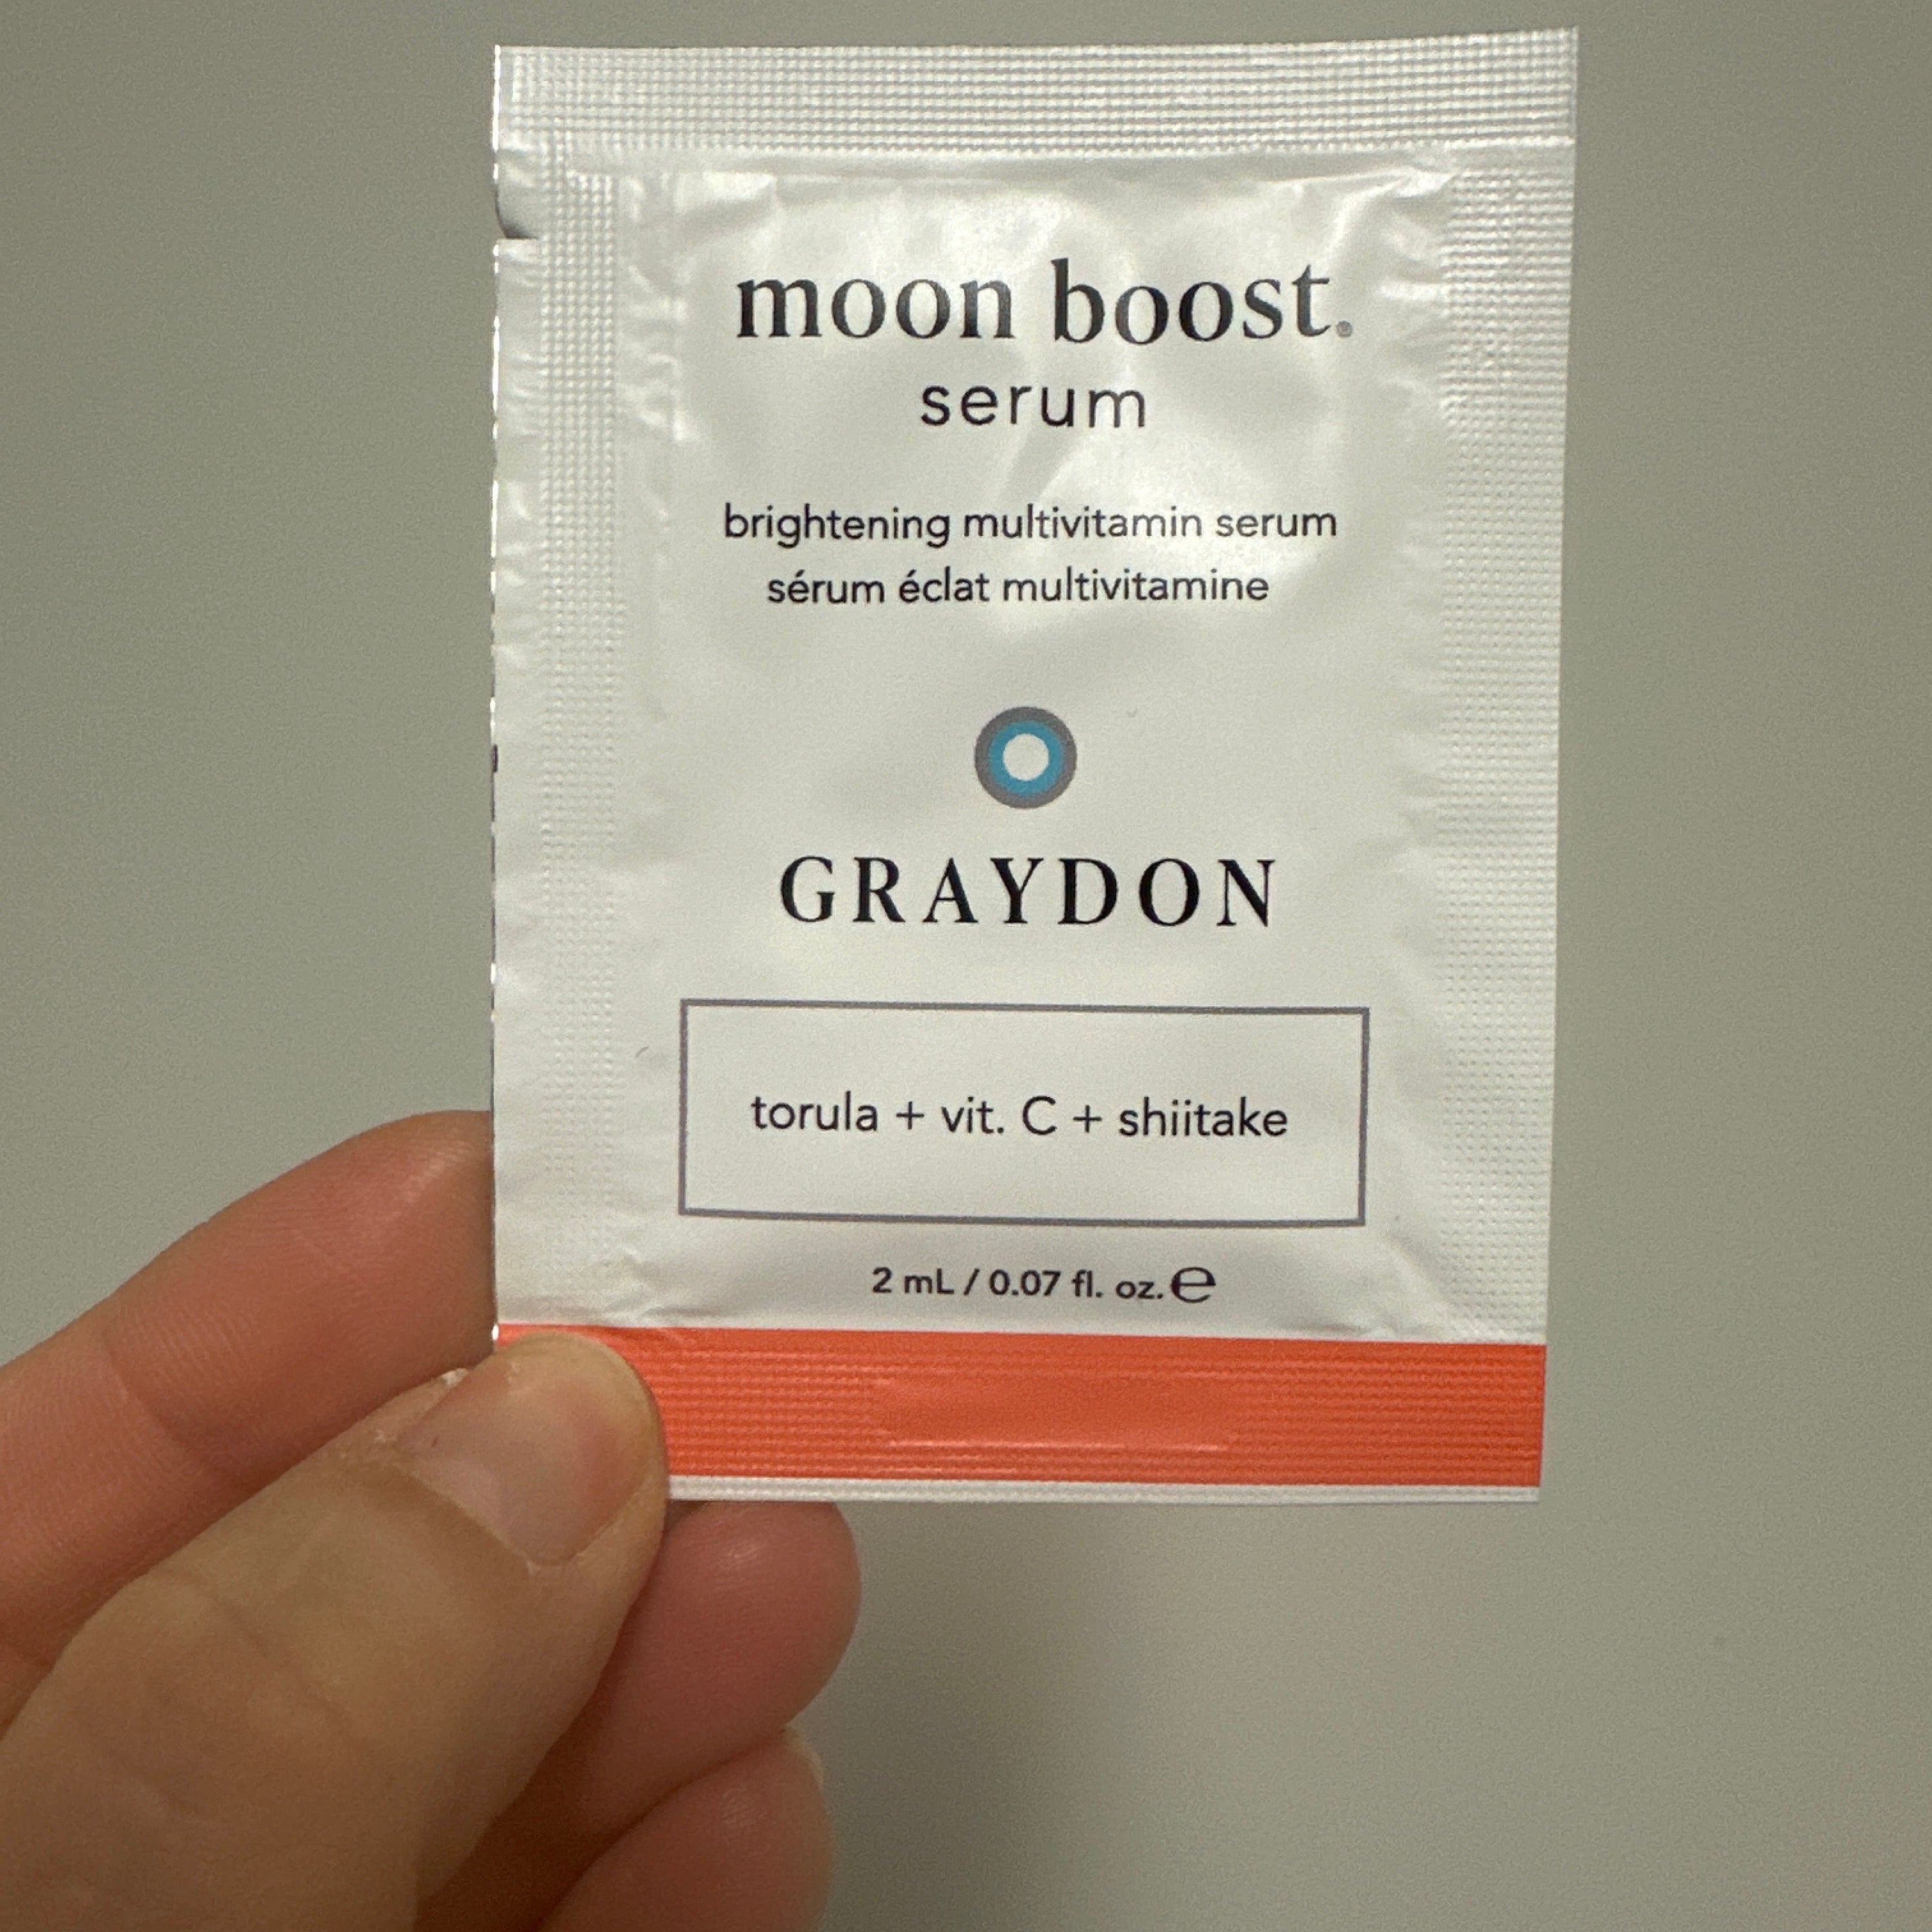 moon boost®
serum
brightening multivitamin serum
sérum éclat multivitamine
GRAYDON
torula + vit. C + shiitake
2 mL / 0.07 fl. oz. ℮